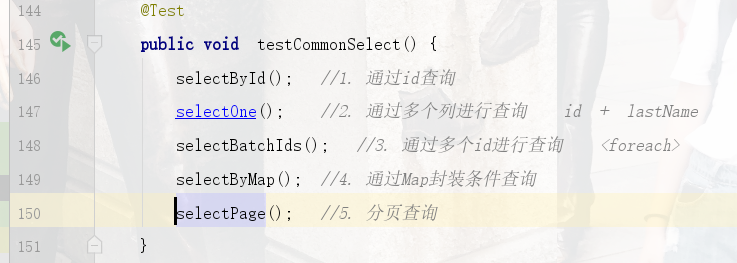 144 @Test
145 public void testCommonSelect() {
146 selectById(); //1. 通过id查询
147 selectOne(); //2. 通过多个列进行查询 id + lastName
148 selectBatchIds(); //3. 通过多个id进行查询 <foreach>
149 selectByMap(); //4. 通过Map封装条件查询
150 selectPage(); //5. 分页查询
151 }